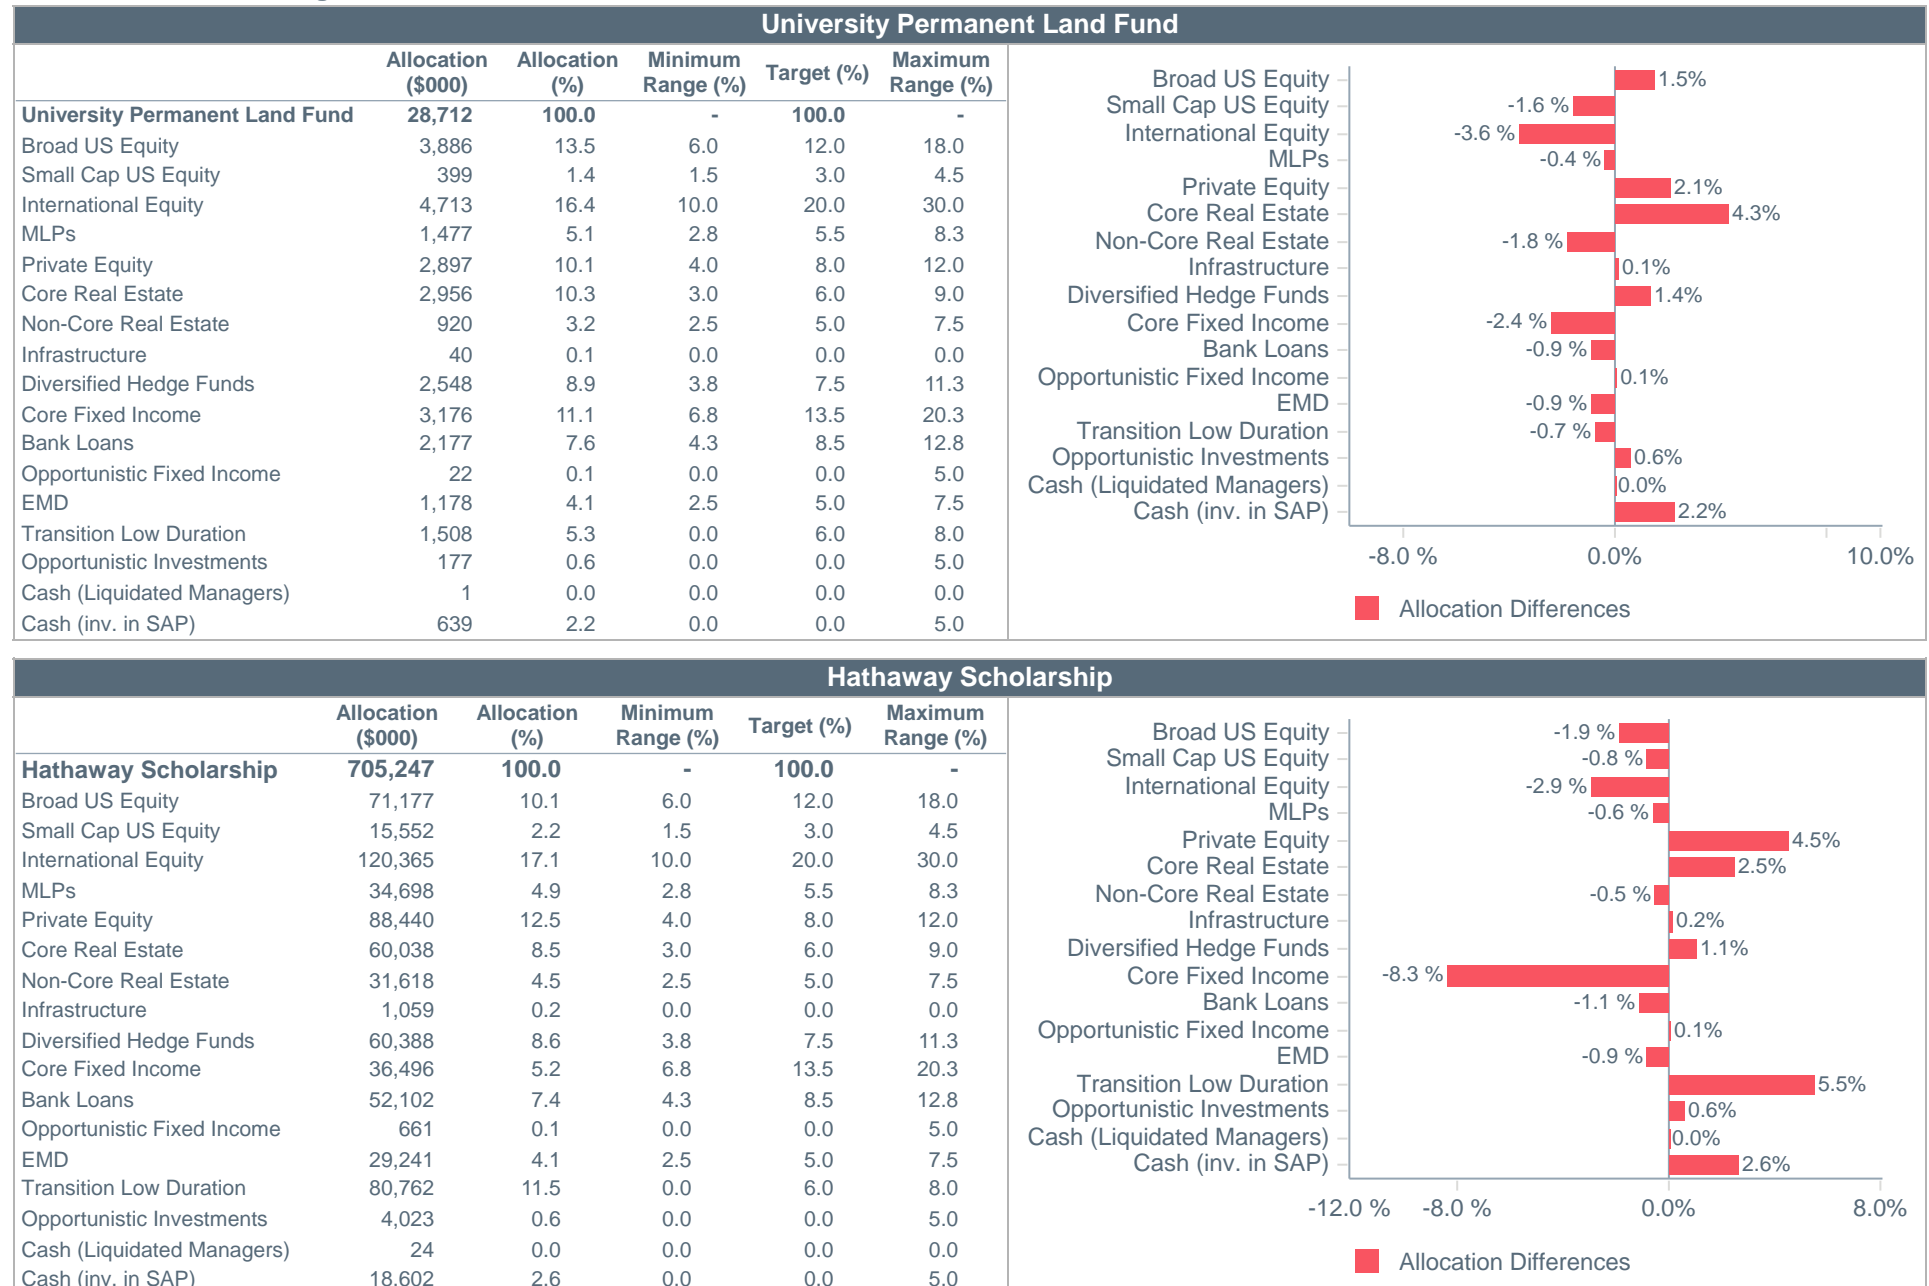 University Permanent Land Fund
Allocation ($000) Allocation (%) Minimum Range (%) Target (%) Maximum Range (%)
University Permanent Land Fund 28,712 100.0 - 100.0 -
Broad US Equity 3,886 13.5 6.0 12.0 18.0
Small Cap US Equity 399 1.4 1.5 3.0 4.5
International Equity 4,713 16.4 10.0 20.0 30.0
MLPs 1,477 5.1 2.8 5.5 8.3
Private Equity 2,897 10.1 4.0 8.0 12.0
Core Real Estate 2,956 10.3 3.0 6.0 9.0
Non-Core Real Estate 920 3.2 2.5 5.0 7.5
Infrastructure 40 0.1 0.0 0.0 0.0
Diversified Hedge Funds 2,548 8.9 3.8 7.5 11.3
Core Fixed Income 3,176 11.1 6.8 13.5 20.3
Bank Loans 2,177 7.6 4.3 8.5 12.8
Opportunistic Fixed Income 22 0.1 0.0 0.0 5.0
EMD 1,178 4.1 2.5 5.0 7.5
Transition Low Duration 1,508 5.3 0.0 6.0 8.0
Opportunistic Investments 177 0.6 0.0 0.0 5.0
Cash (Liquidated Managers) 1 0.0 0.0 0.0 0.0
Cash (inv. in SAP) 639 2.2 0.0 0.0 5.0
Broad US Equity 1.5%
Small Cap US Equity -1.6 %
International Equity -3.6 %
MLPs -0.4 %
Private Equity 2.1%
Core Real Estate 4.3%
Non-Core Real Estate -1.8 %
Infrastructure 0.1%
Diversified Hedge Funds 1.4%
Core Fixed Income -2.4 %
Bank Loans -0.9 %
Opportunistic Fixed Income 0.1%
EMD -0.9 %
Transition Low Duration -0.7 %
Opportunistic Investments 0.6%
Cash (Liquidated Managers) 0.0%
Cash (inv. in SAP) 2.2%
-8.0 % 0.0% 10.0%
Allocation Differences
Hathaway Scholarship
Allocation ($000) Allocation (%) Minimum Range (%) Target (%) Maximum Range (%)
Hathaway Scholarship 705,247 100.0 - 100.0 -
Broad US Equity 71,177 10.1 6.0 12.0 18.0
Small Cap US Equity 15,552 2.2 1.5 3.0 4.5
International Equity 120,365 17.1 10.0 20.0 30.0
MLPs 34,698 4.9 2.8 5.5 8.3
Private Equity 88,440 12.5 4.0 8.0 12.0
Core Real Estate 60,038 8.5 3.0 6.0 9.0
Non-Core Real Estate 31,618 4.5 2.5 5.0 7.5
Infrastructure 1,059 0.2 0.0 0.0 0.0
Diversified Hedge Funds 60,388 8.6 3.8 7.5 11.3
Core Fixed Income 36,496 5.2 6.8 13.5 20.3
Bank Loans 52,102 7.4 4.3 8.5 12.8
Opportunistic Fixed Income 661 0.1 0.0 0.0 5.0
EMD 29,241 4.1 2.5 5.0 7.5
Transition Low Duration 80,762 11.5 0.0 6.0 8.0
Opportunistic Investments 4,023 0.6 0.0 0.0 5.0
Cash (Liquidated Managers) 24 0.0 0.0 0.0 0.0
Cash (inv. in SAP) 18,602 2.6 0.0 0.0 5.0
Broad US Equity -1.9 %
Small Cap US Equity -0.8 %
International Equity -2.9 %
MLPs -0.6 %
Private Equity 4.5%
Core Real Estate 2.5%
Non-Core Real Estate -0.5 %
Infrastructure 0.2%
Diversified Hedge Funds 1.1%
Core Fixed Income -8.3 %
Bank Loans -1.1 %
Opportunistic Fixed Income 0.1%
EMD -0.9 %
Transition Low Duration 5.5%
Opportunistic Investments 0.6%
Cash (Liquidated Managers) 0.0%
Cash (inv. in SAP) 2.6%
-12.0 % -8.0 % 0.0% 8.0%
Allocation Differences